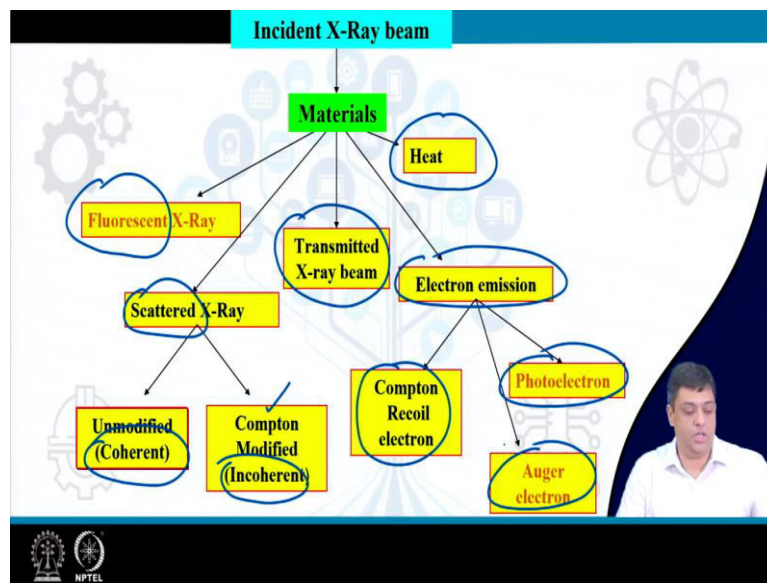 Incident X-Ray beam
Materials
Heat
Fluorescent X-Ray
Transmitted
X-ray beam
Electron emission
Scattered X-Ray
Photoelectron
Compton
Recoil
electron
Unmodified
(Coherent)
Compton
Modified
(Incoherent)
Auger
electron
NPTEL